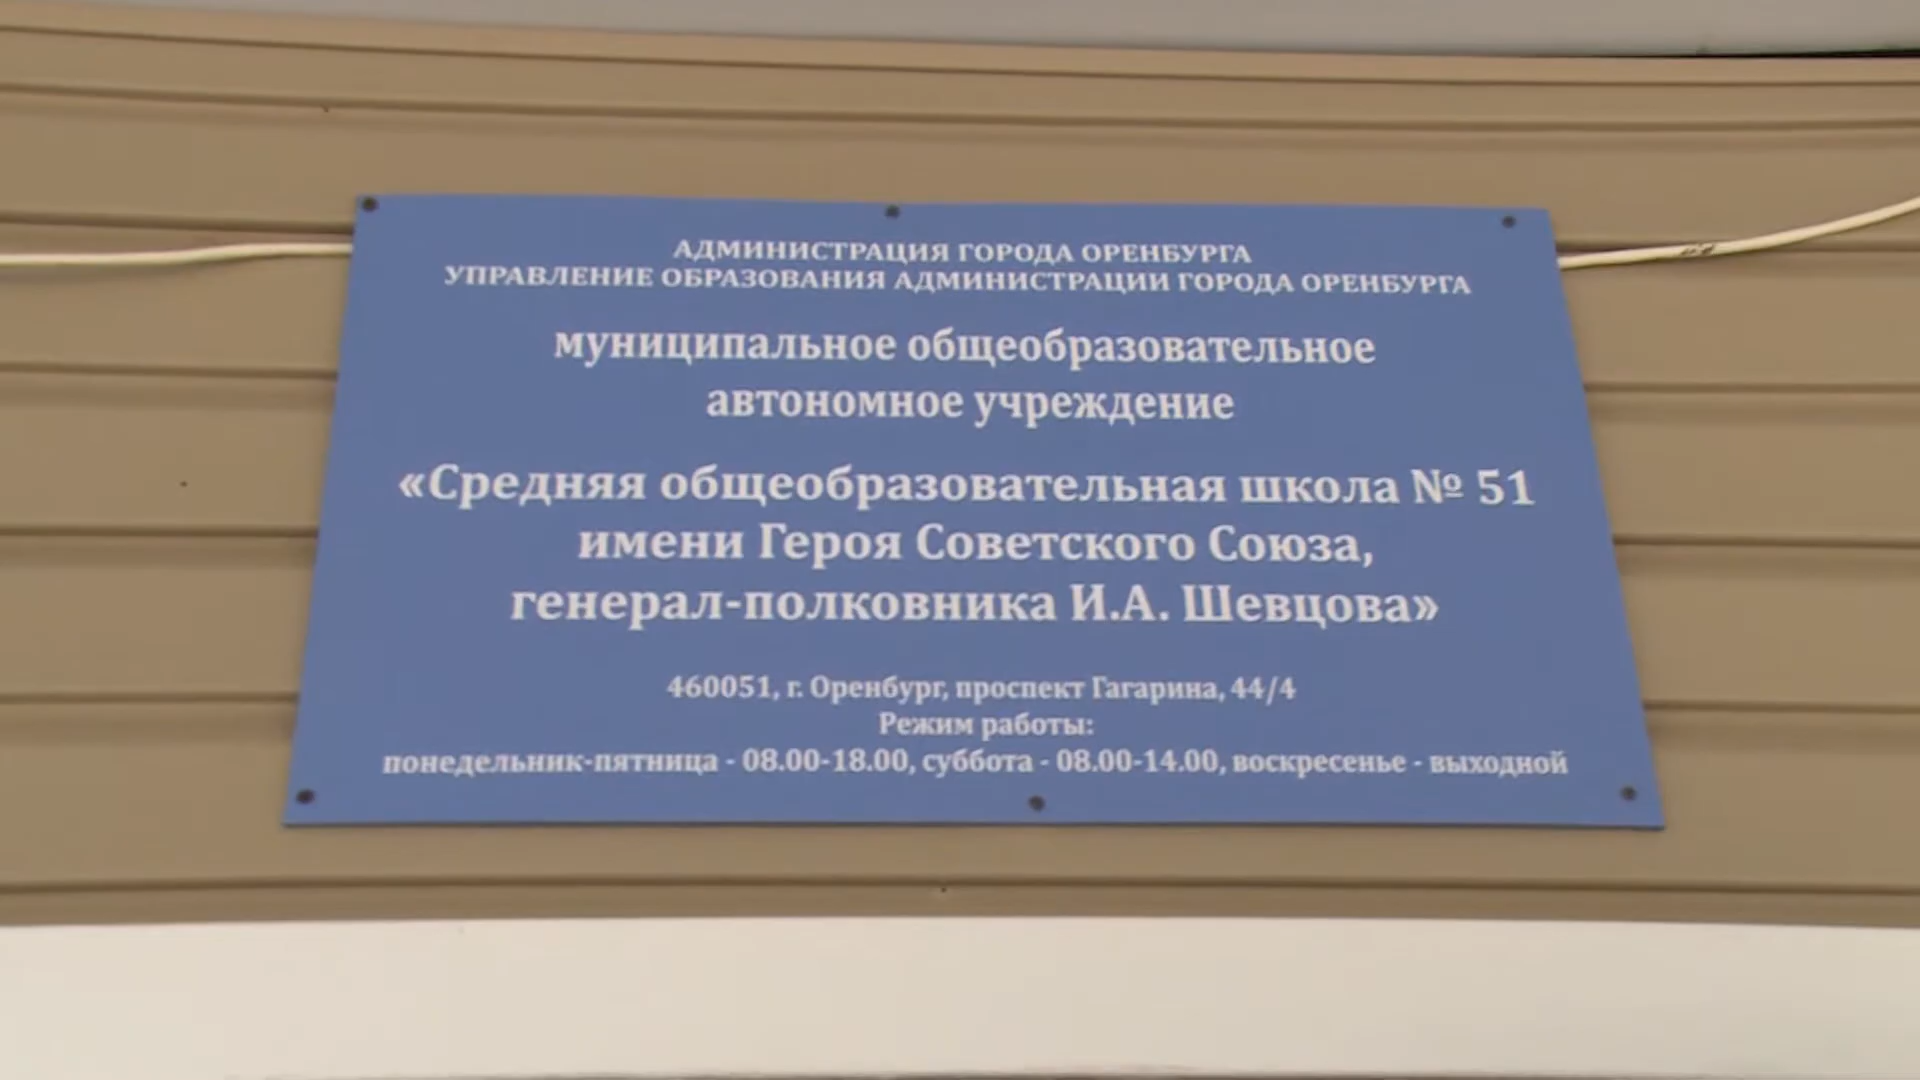 АДМИНИСТРАЦИЯ ГОРОДА ОРЕНБУРГА
УПРАВЛЕНИЕ ОБРАЗОВАНИЯ АДМИНИСТРАЦИИ ГОРОДА ОРЕНБУРГА
муниципальное общеобразовательное
автономное учреждение
«Средняя общеобразовательная школа № 51
имени Героя Советского Союза,
генерал-полковника И.А. Шевцова»
460051, г. Оренбург, проспект Гагарина, 44/4
Режим работы:
понедельник-пятница - 08.00-18.00, суббота - 08.00-14.00, воскресенье - выходной